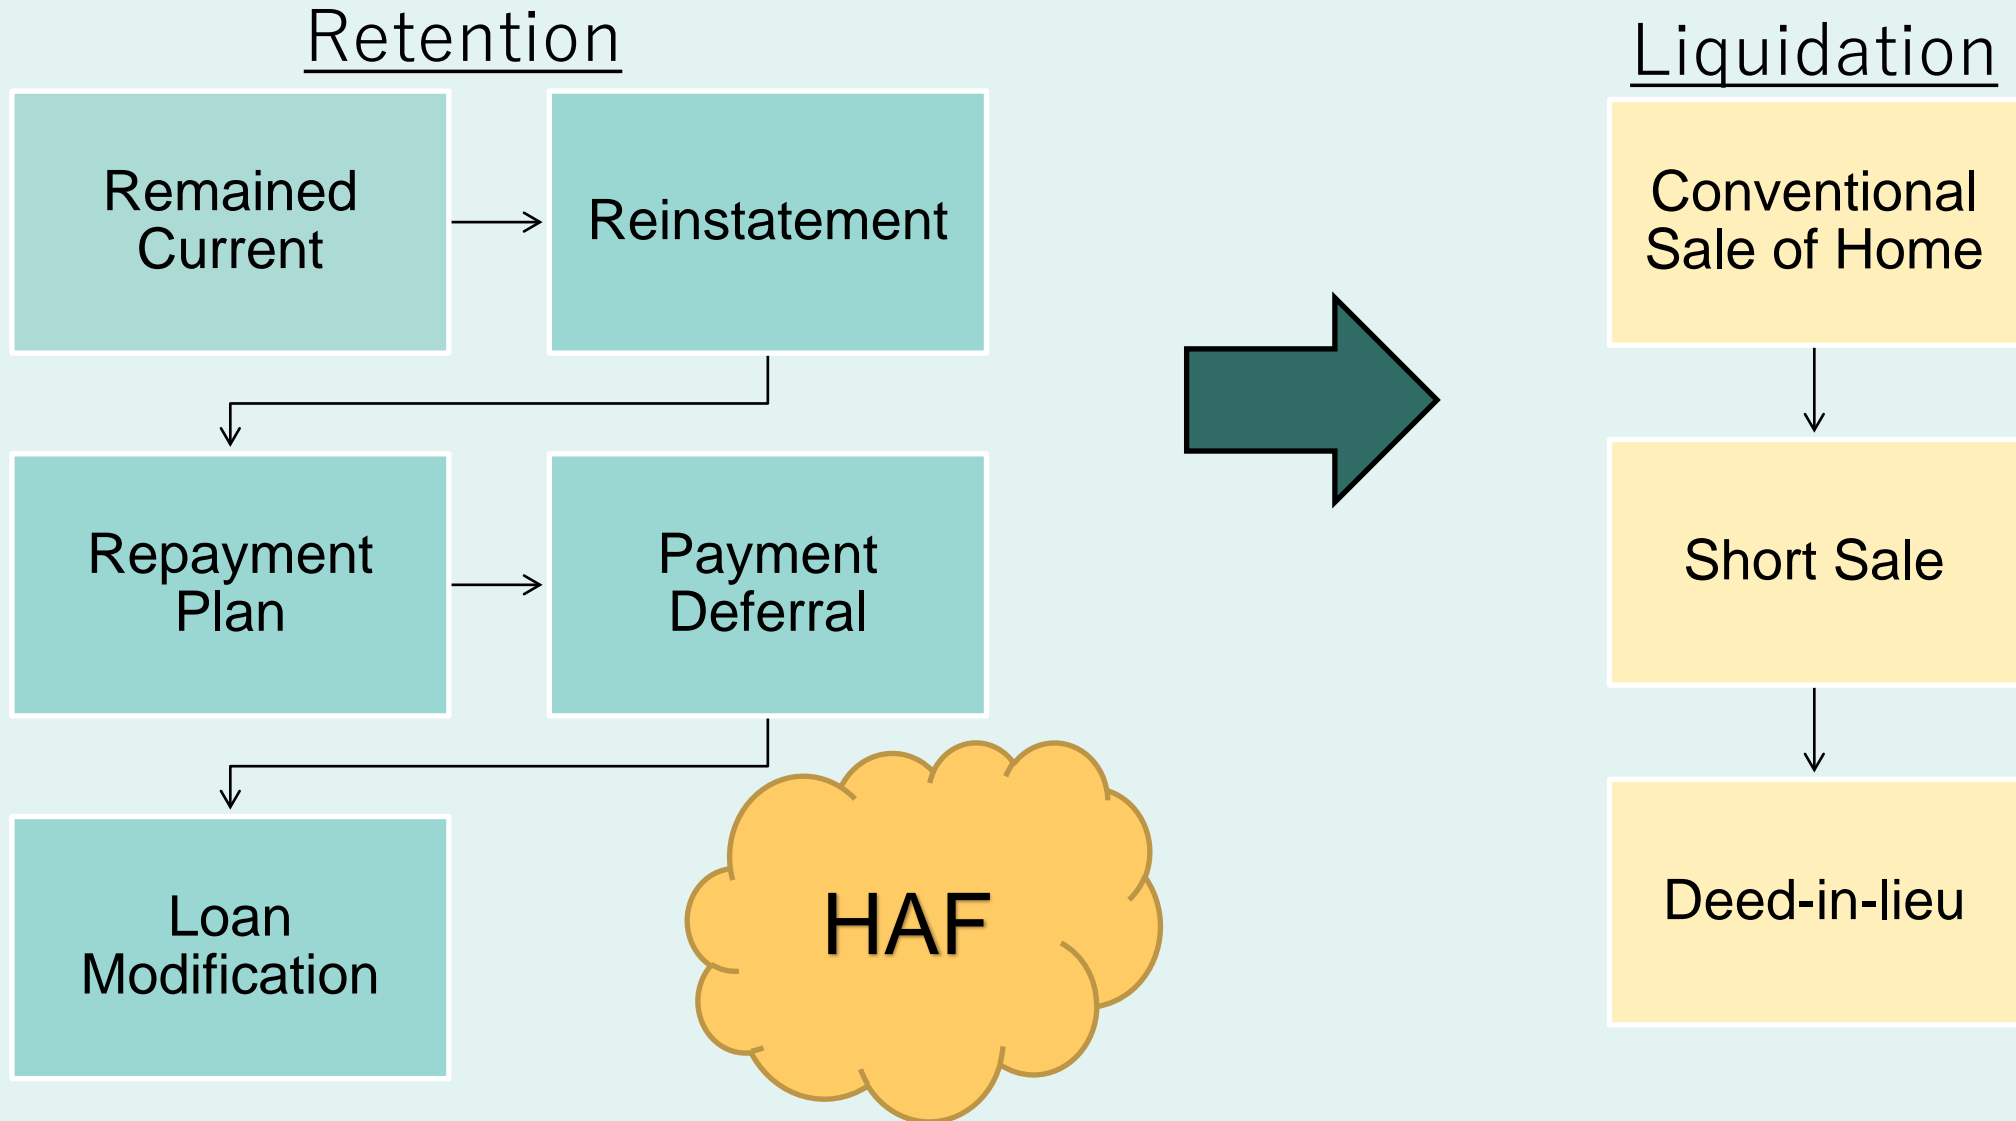 Retention
Remained
Current
Reinstatement
Repayment
Plan
Payment
Deferral
Loan
Modification
HAF
Liquidation
Conventional
Sale of Home
Short Sale
Deed-in-lieu